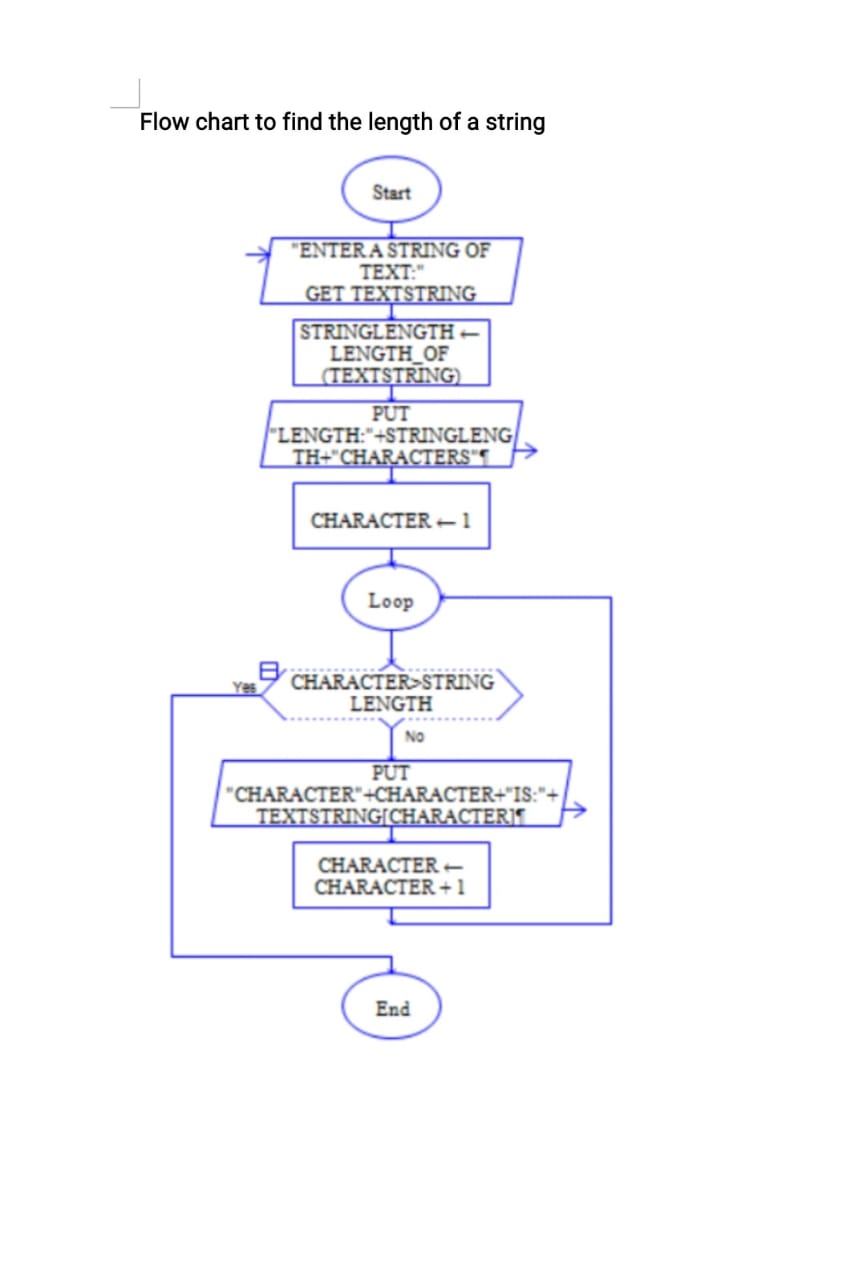 Flow chart to find the length of a string
Start
"ENTER A STRING OF
TEXT:"
GET TEXTSTRING
STRINGLENGTH ←
LENGTH_OF
(TEXTSTRING)
PUT
"LENGTH:"+STRINGLENG
TH+"CHARACTERS"¶
CHARACTER ← 1
Loop
Yes
CHARACTER>STRING
LENGTH
No
PUT
"CHARACTER"+CHARACTER+"IS:"+
TEXTSTRING[CHARACTER]¶
CHARACTER ←
CHARACTER + 1
End